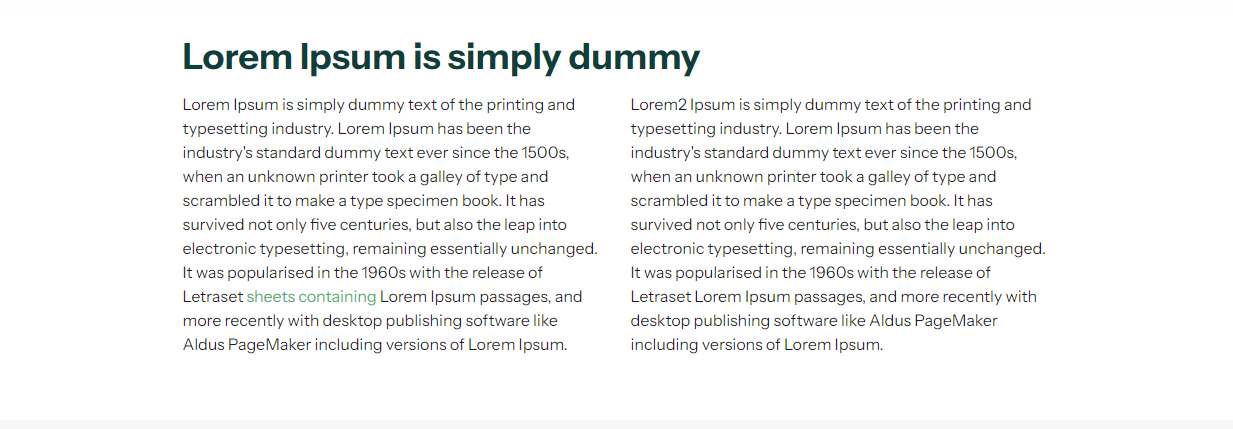 Lorem Ipsum is simply dummy
Lorem Ipsum is simply dummy text of the printing and
typesetting industry. Lorem Ipsum has been the
industry's standard dummy text ever since the 1500s,
when an unknown printer took a galley of type and
scrambled it to make a type specimen book. It has
survived not only five centuries, but also the leap into
electronic typesetting, remaining essentially unchanged.
It was popularised in the 1960s with the release of
Letraset sheets containing Lorem Ipsum passages, and
more recently with desktop publishing software like
Aldus PageMaker including versions of Lorem Ipsum.
Lorem2 Ipsum is simply dummy text of the printing and
typesetting industry. Lorem Ipsum has been the
industry's standard dummy text ever since the 1500s,
when an unknown printer took a galley of type and
scrambled it to make a type specimen book. It has
survived not only five centuries, but also the leap into
electronic typesetting, remaining essentially unchanged.
It was popularised in the 1960s with the release of
Letraset Lorem Ipsum passages, and more recently with
desktop publishing software like Aldus PageMaker
including versions of Lorem Ipsum.